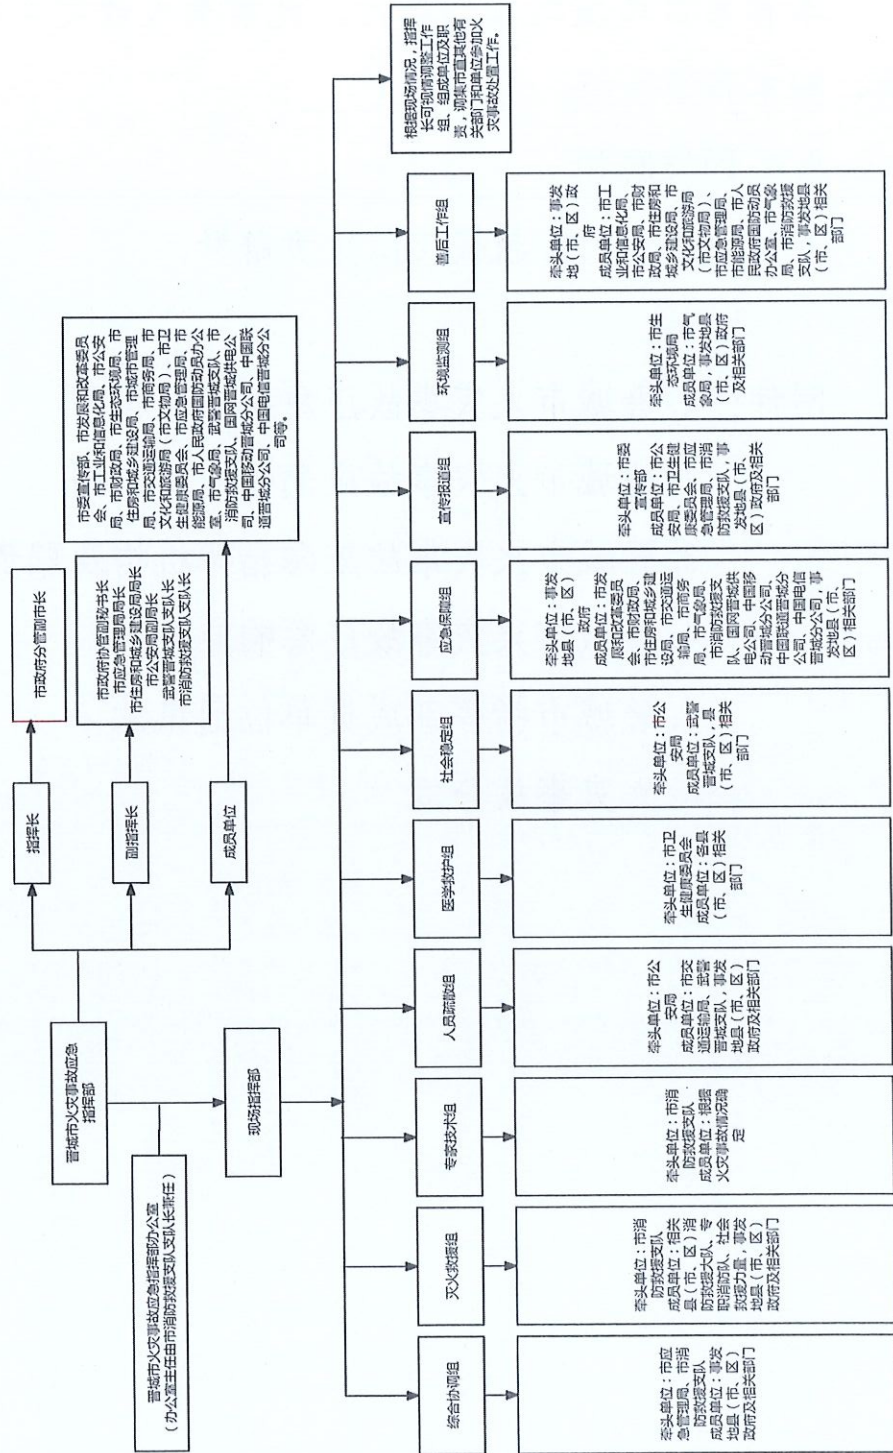 晋城市火灾事故应急
指挥部
晋城市火灾事故应急指挥部办公室
（办公室主任由市消防救援支队支队长兼任）
指挥长
市政府分管副市长
副指挥长
市政府协管副秘书长
市应急管理局局长
市住房和城乡建设局局长
市公安局副局长
武警晋城支队支队长
市消防救援支队支队长
成员单位
市委宣传部、市发展和改革委员
会、市工业和信息化局、市公安
局、市财政局、市生态环境局、市
住房和城乡建设局、市城市管理
局、市交通运输局、市商务局、市
文化和旅游局（市文物局）、市卫
生健康委员会、市应急管理局、市
能源局、市人民政府国防动员办公
室、市气象局、武警晋城支队、市
消防救援支队、国网晋城供电公
司、中国移动晋城分公司、中国联
通晋城分公司、中国电信晋城分公
司等。
现场指挥部
综合协调组
牵头单位：市应
急管理局、市消
防救援支队
成员单位：事发
地县（市、区）
政府及相关部门
灭火救援组
牵头单位：市消
防救援支队
成员单位：相关
县（市、区）消
防救援大队、专
职消防队、社会
救援力量，事发
地县（市、区）
政府及相关部门
专家技术组
牵头单位：市消
防救援支队
成员单位：根据
火灾事故情况确
定
人员疏散组
牵头单位：市公
安局
成员单位：市交
通运输局、武警
晋城支队，事发
地县（市、区）
政府及相关部门
医学救护组
牵头单位：市卫
生健康委员会
成员单位：各县
（市、区）相关
部门
社会稳定组
牵头单位：市公
安局
成员单位：武警
晋城支队，县
（市、区）相关
部门
应急保障组
牵头单位：事发
地县（市、区）
政府
成员单位：市发
展和改革委员
会、市财政局、
市住房和城乡建
设局、市交通运
输局、市商务
局、市气象局、
市消防救援支
队、国网晋城供
电公司、中国移
动晋城分公司、
中国联通晋城分
公司、中国电信
晋城分公司，事
发地县（市、
区）相关部门
宣传报道组
牵头单位：市委
宣传部
成员单位：市公
安局、市卫生健
康委员会、市应
急管理局、市消
防救援支队，事
发地县（市、
区）政府及相关
部门
环境监测组
牵头单位：市生
态环境局
成员单位：市气
象局，事发地县
（市、区）政府
及相关部门
善后工作组
牵头单位：事发
地（市、区）政
府
成员单位：市工
业和信息化局、
市公安局、市财
政局、市住房和
城乡建设局、市
文化和旅游局
（市文物局）、
市应急管理局、
市能源局、市人
民政府国防动员
办公室、市气象
局、市消防救援
支队，事发地县
（市、区）相关
部门
根据现场情况，指挥
长可视情调整工作
组、组成单位及职
责，调集市直其他有
关部门和单位参加火
灾事故处置工作。